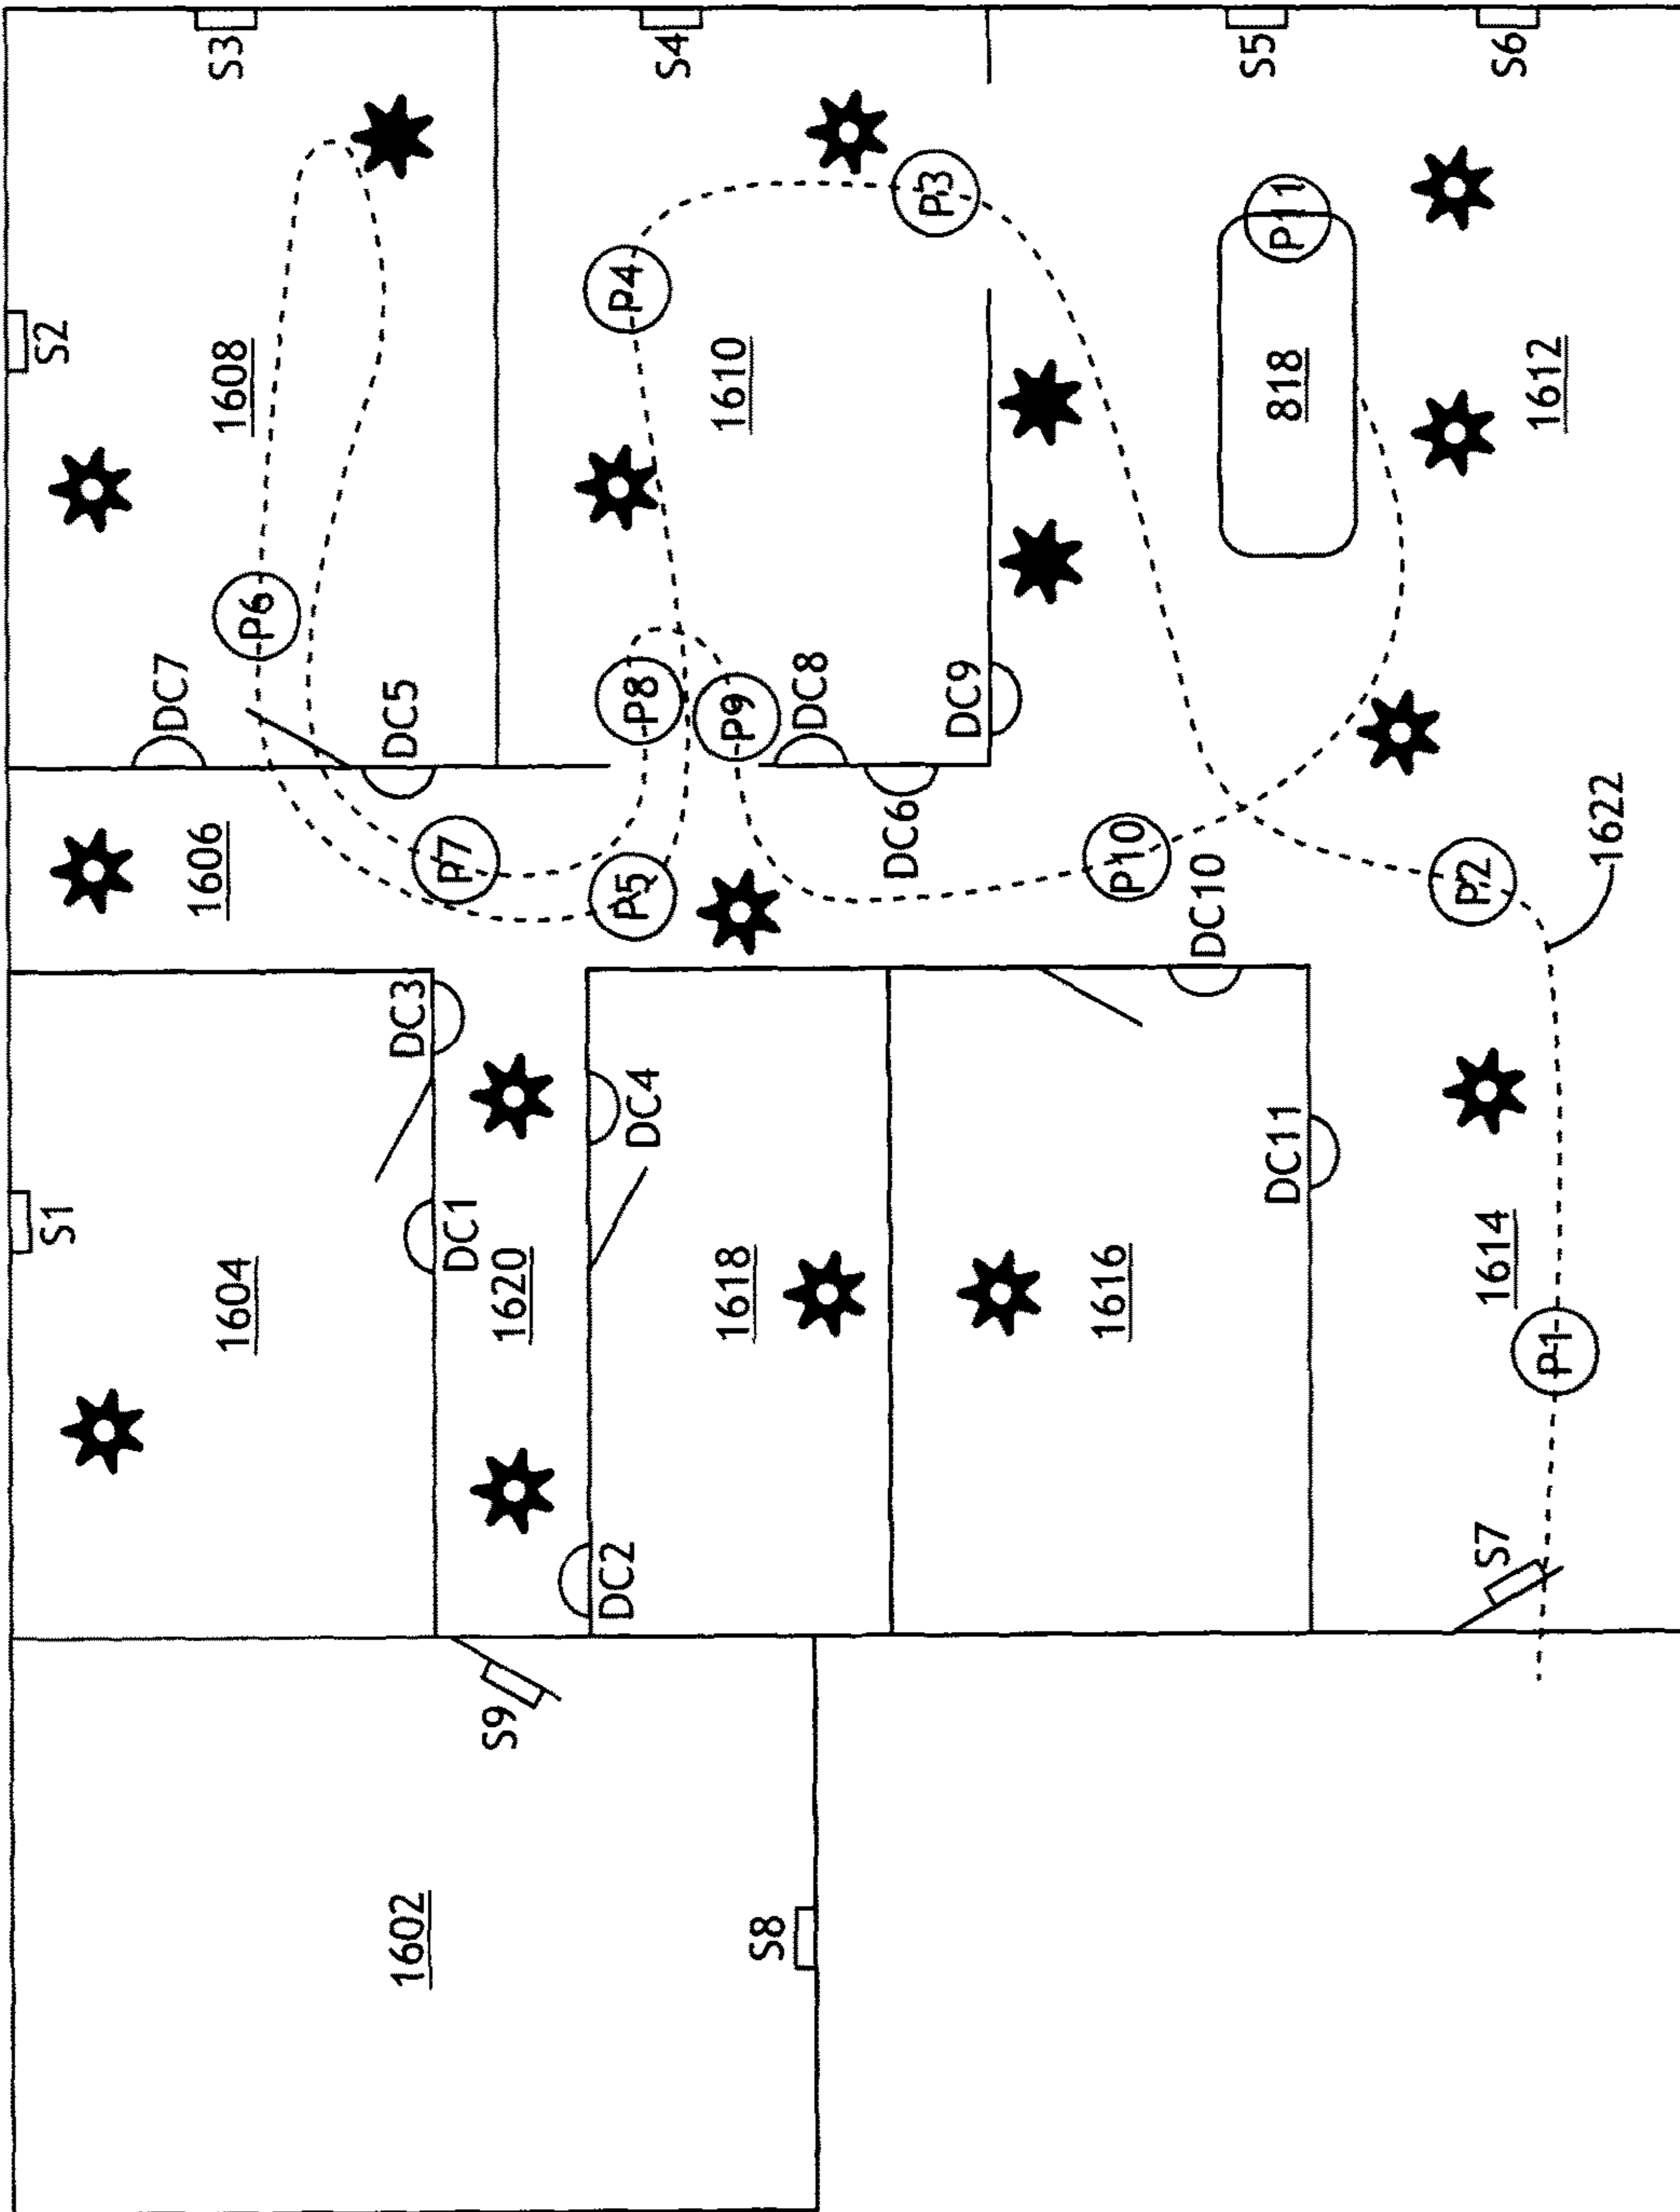 S1
S2
DC7
1604
1606
1608
S3
P6
1602
DC3
DC5
DC1
P7
S9
1620
DC2
DC4
P5
P8
P4
S4
1618
P9
1610
S8
DC8
DC6
DC9
P3
1616
P10
DC10
S5
DC11
818
P11
S7
1614
P2
S6
P1
1612
1622